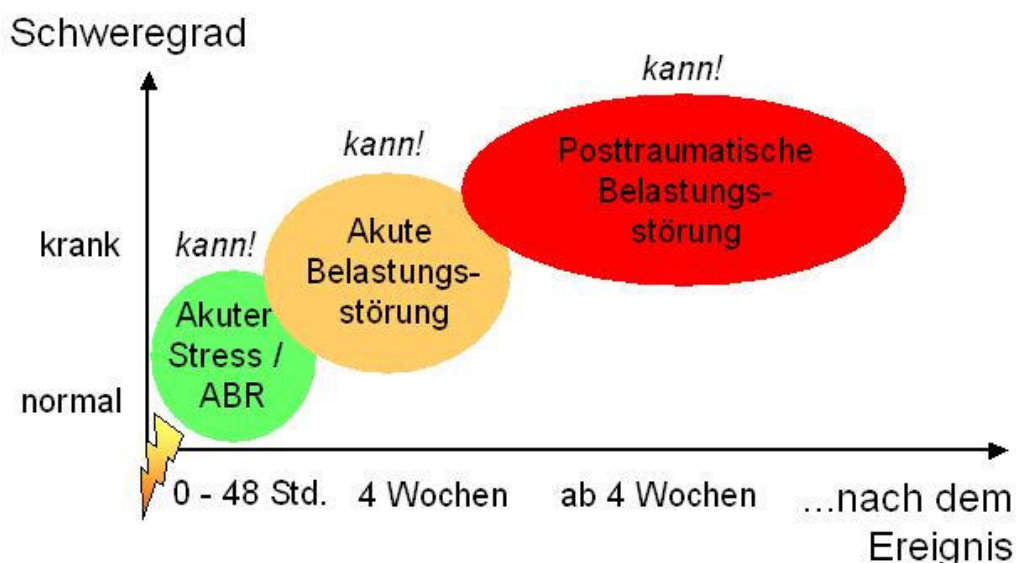 Schweregrad
kann!
kann!
Posttraumatische
Belastungs-
störung
krank
kann!
Akute
Belastungs-
störung
Akuter
Stress /
ABR
normal
0 - 48 Std.
4 Wochen
ab 4 Wochen
...nach dem
Ereignis